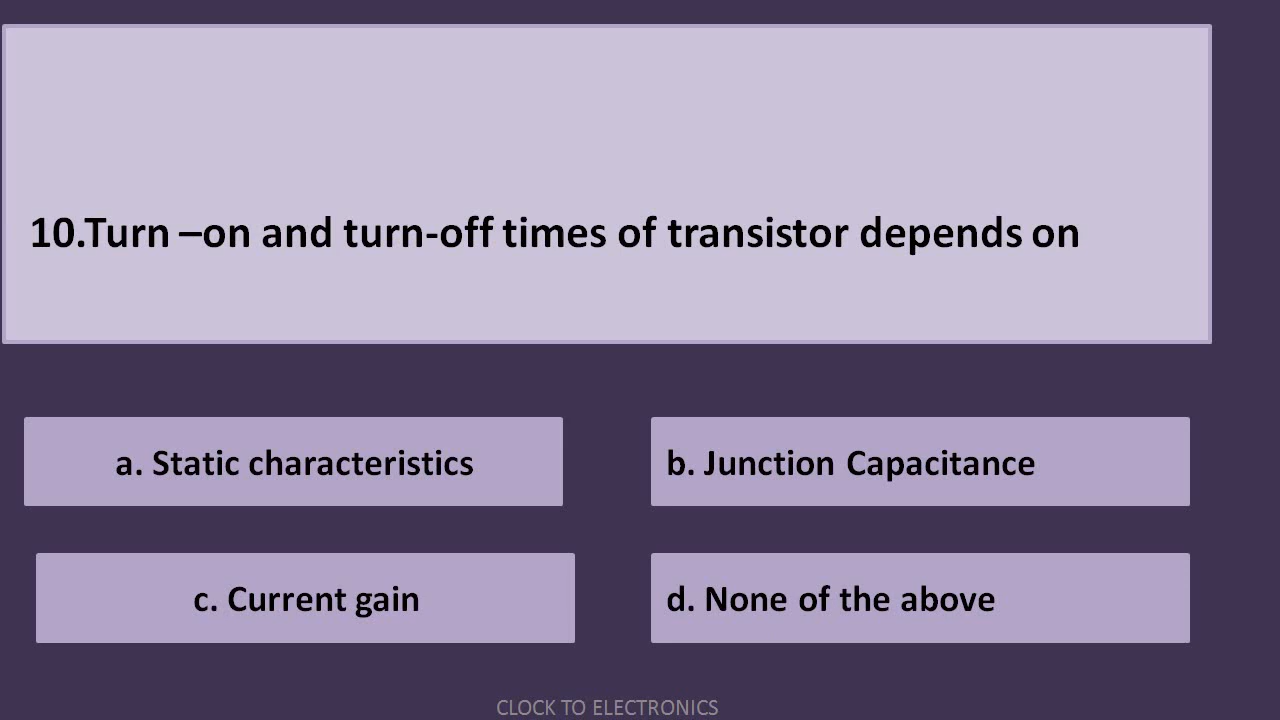 10.Turn –on and turn-off times of transistor depends on
a. Static characteristics
b. Junction Capacitance
c. Current gain
d. None of the above
CLOCK TO ELECTRONICS